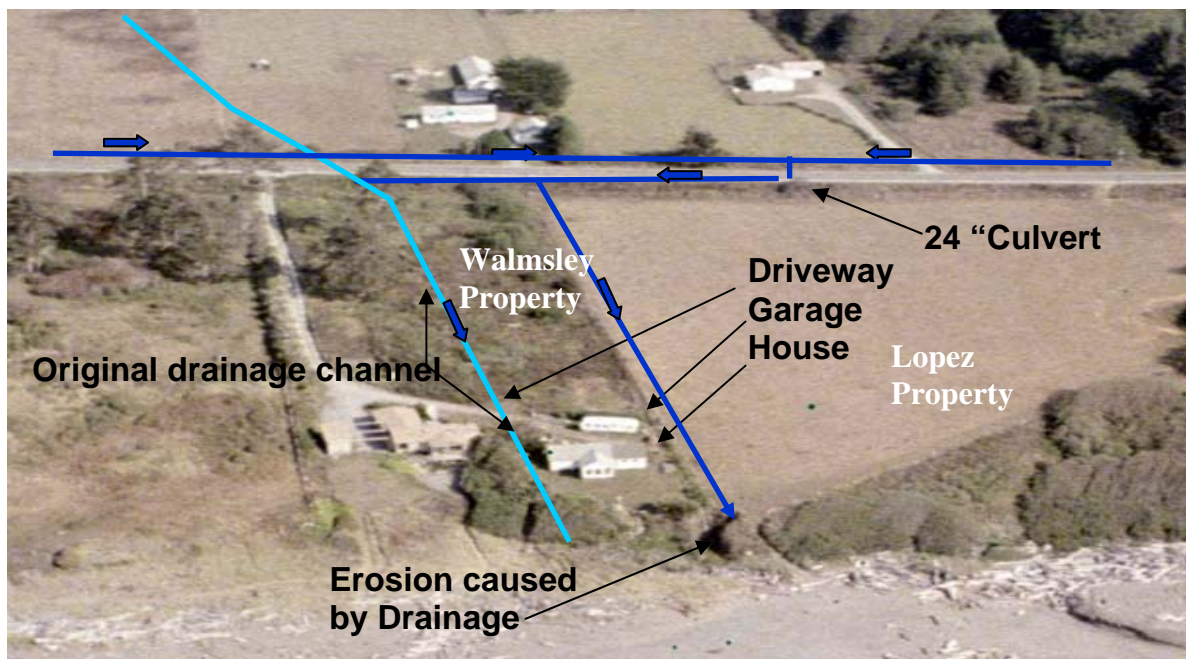 24 “Culvert
Walmsley
Property
Driveway
Garage
House
Original drainage channel
Lopez
Property
Erosion caused
by Drainage